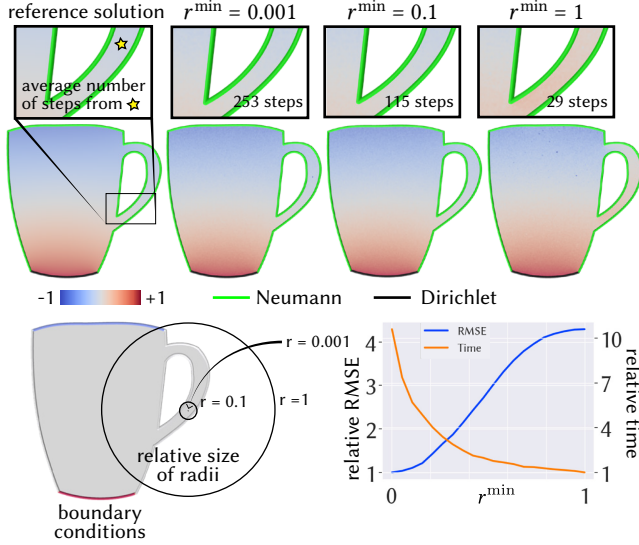 reference solution
r^min = 0.001
r^min = 0.1
r^min = 1
average number
of steps from
253 steps
115 steps
29 steps
-1
+1
Neumann
Dirichlet
r = 0.001
r = 0.1
r = 1
relative size
of radii
boundary
conditions
relative RMSE
4
3
2
1
RMSE
Time
10
7
4
1
relative time
0
r^min
1